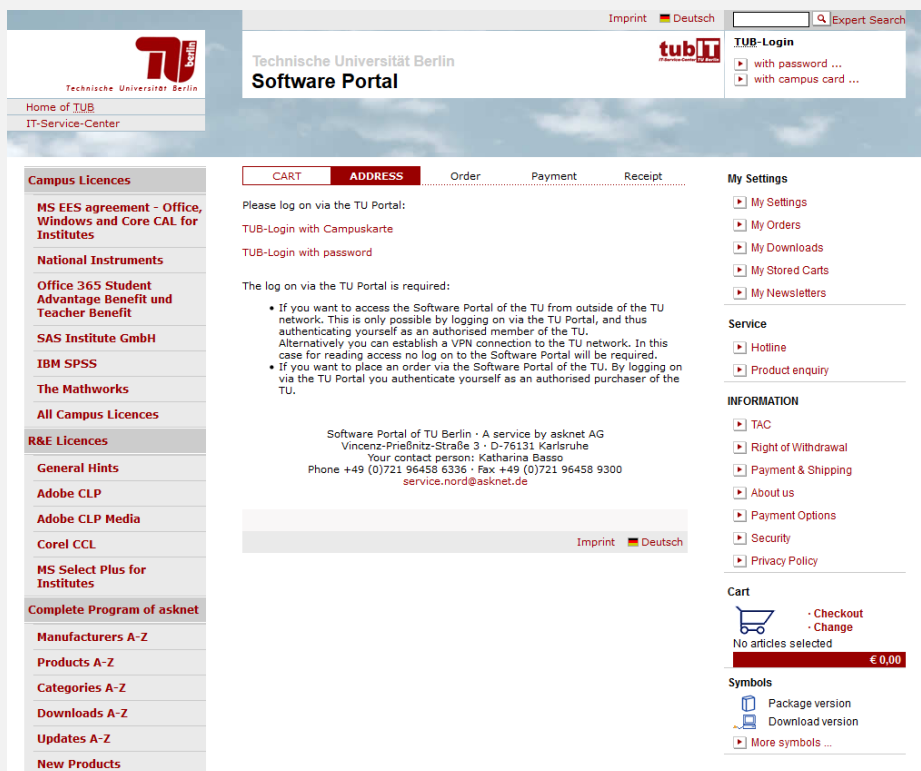 Imprint Deutsch Expert Search
berlin
Technische Universität Berlin
Home of TUB
IT-Service-Center
Technische Universität Berlin
Software Portal
tubIT
IT-Service-Center TU Berlin
TUB-Login
with password ...
with campus card ...
Campus Licences
MS EES agreement - Office,
Windows and Core CAL for
Institutes
National Instruments
Office 365 Student
Advantage Benefit und
Teacher Benefit
SAS Institute GmbH
IBM SPSS
The Mathworks
All Campus Licences
R&E Licences
General Hints
Adobe CLP
Adobe CLP Media
Corel CCL
MS Select Plus for
Institutes
Complete Program of asknet
Manufacturers A-Z
Products A-Z
Categories A-Z
Downloads A-Z
Updates A-Z
New Products
CART ADDRESS Order Payment Receipt
Please log on via the TU Portal:
TUB-Login with Campuskarte
TUB-Login with password
The log on via the TU Portal is required:
• If you want to access the Software Portal of the TU from outside of the TU
network. This is only possible by logging on via the TU Portal, and thus
authenticating yourself as an authorised member of the TU.
Alternatively you can establish a VPN connection to the TU network. In this
case for reading access no log on to the Software Portal will be required.
• If you want to place an order via the Software Portal of the TU. By logging on
via the TU Portal you authenticate yourself as an authorised purchaser of the
TU.
Software Portal of TU Berlin · A service by asknet AG
Vincenz-Prießnitz-Straße 3 · D-76131 Karlsruhe
Your contact person: Katharina Basso
Phone +49 (0)721 96458 6336 · Fax +49 (0)721 96458 9300
service.nord@asknet.de
Imprint Deutsch
My Settings
My Settings
My Orders
My Downloads
My Stored Carts
My Newsletters
Service
Hotline
Product enquiry
INFORMATION
TAC
Right of Withdrawal
Payment & Shipping
About us
Payment Options
Security
Privacy Policy
Cart
· Checkout
· Change
No articles selected
€ 0,00
Symbols
Package version
Download version
More symbols ...